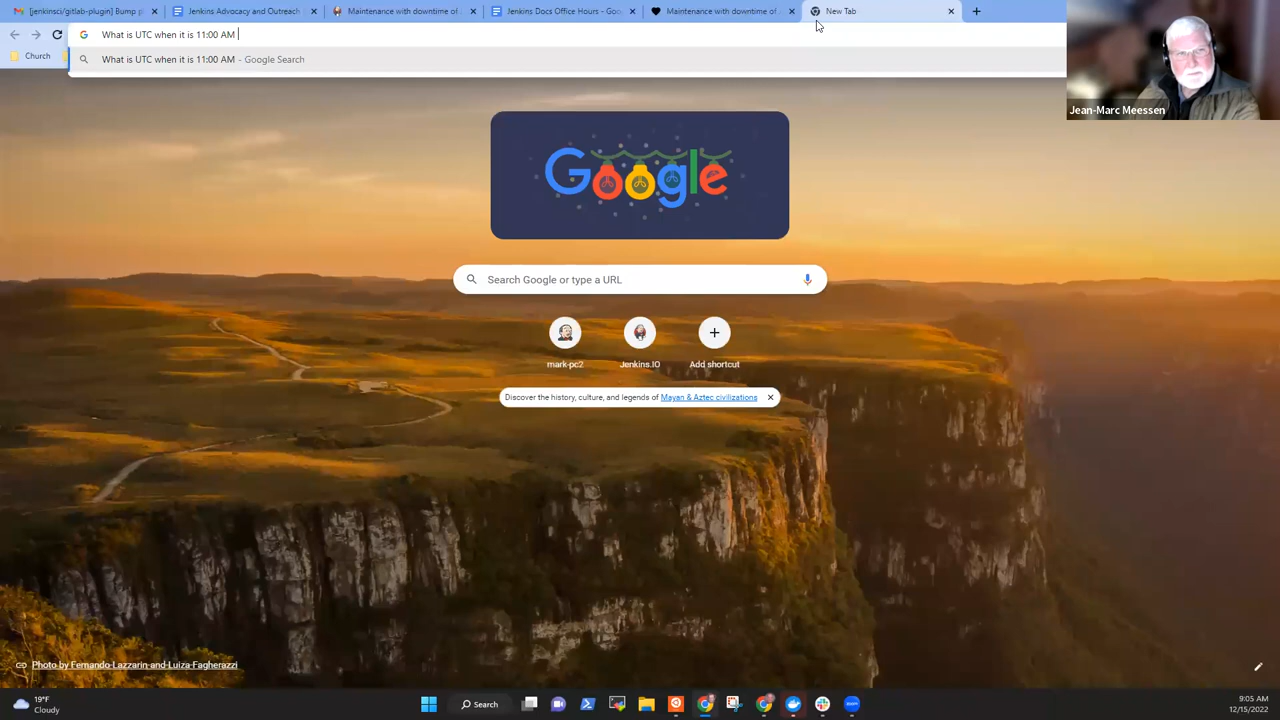 [jenkinsci/gitlab-plugin] Bump p
Jenkins Advocacy and Outreach
Maintenance with downtime of
Jenkins Docs Office Hours - Goo
Maintenance with downtime of
New Tab
What is UTC when it is 11:00 AM
Church
What is UTC when it is 11:00 AM - Google Search
Jean-Marc Meessen
Google
Search Google or type a URL
mark-pc2
Jenkins.IO
Add shortcut
Discover the history, culture, and legends of Mayan & Aztec civilizations
Photo by Fernando Lazzarin and Luiza Fagherazzi
19°F
Cloudy
Search
9:05 AM
12/15/2022